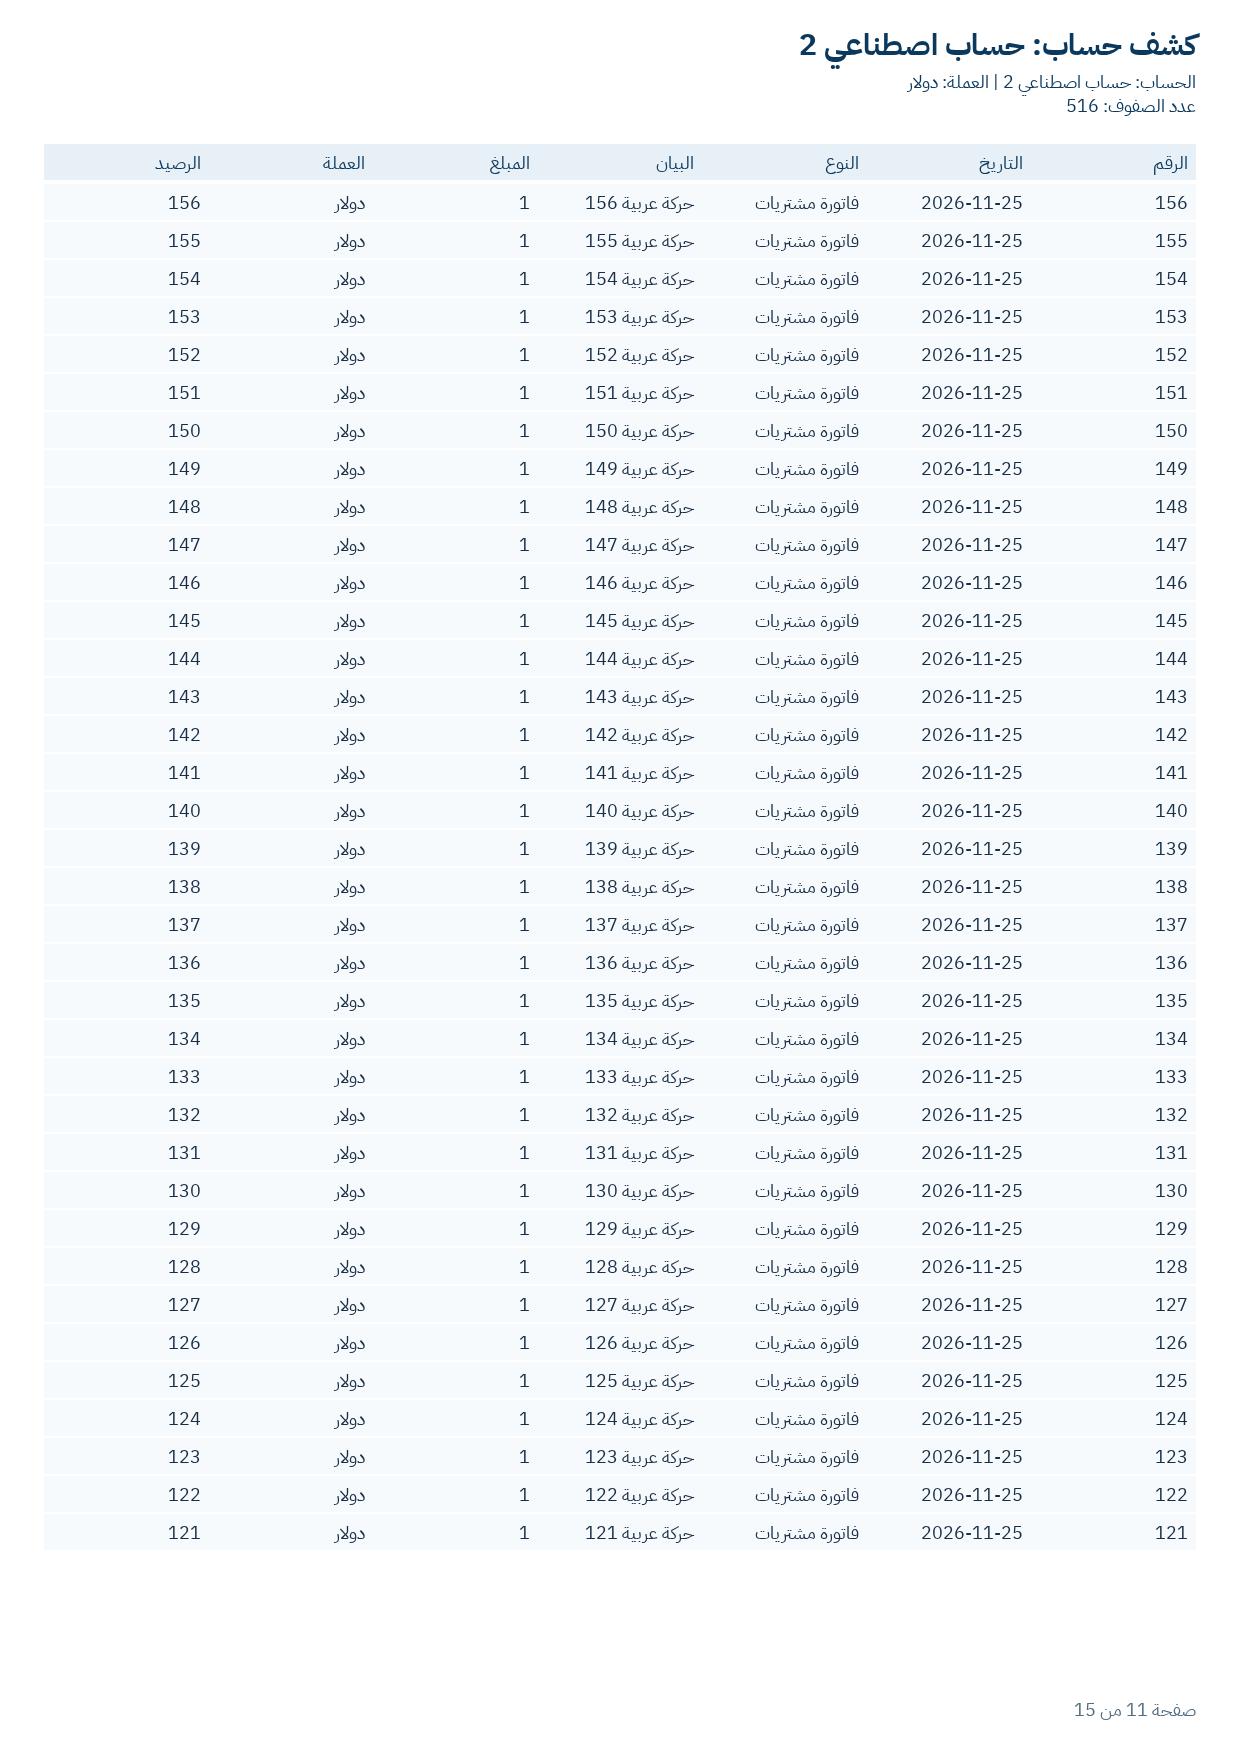 كشف حساب: حساب اصطناعي 2
الحساب: حساب اصطناعي 2 | العملة: دولار
عدد الصفوف: 516
الرقم التاريخ النوع البيان المبلغ العملة الرصيد
156 2026-11-25 فاتورة مشتريات حركة عربية 156 1 دولار 156
155 2026-11-25 فاتورة مشتريات حركة عربية 155 1 دولار 155
154 2026-11-25 فاتورة مشتريات حركة عربية 154 1 دولار 154
153 2026-11-25 فاتورة مشتريات حركة عربية 153 1 دولار 153
152 2026-11-25 فاتورة مشتريات حركة عربية 152 1 دولار 152
151 2026-11-25 فاتورة مشتريات حركة عربية 151 1 دولار 151
150 2026-11-25 فاتورة مشتريات حركة عربية 150 1 دولار 150
149 2026-11-25 فاتورة مشتريات حركة عربية 149 1 دولار 149
148 2026-11-25 فاتورة مشتريات حركة عربية 148 1 دولار 148
147 2026-11-25 فاتورة مشتريات حركة عربية 147 1 دولار 147
146 2026-11-25 فاتورة مشتريات حركة عربية 146 1 دولار 146
145 2026-11-25 فاتورة مشتريات حركة عربية 145 1 دولار 145
144 2026-11-25 فاتورة مشتريات حركة عربية 144 1 دولار 144
143 2026-11-25 فاتورة مشتريات حركة عربية 143 1 دولار 143
142 2026-11-25 فاتورة مشتريات حركة عربية 142 1 دولار 142
141 2026-11-25 فاتورة مشتريات حركة عربية 141 1 دولار 141
140 2026-11-25 فاتورة مشتريات حركة عربية 140 1 دولار 140
139 2026-11-25 فاتورة مشتريات حركة عربية 139 1 دولار 139
138 2026-11-25 فاتورة مشتريات حركة عربية 138 1 دولار 138
137 2026-11-25 فاتورة مشتريات حركة عربية 137 1 دولار 137
136 2026-11-25 فاتورة مشتريات حركة عربية 136 1 دولار 136
135 2026-11-25 فاتورة مشتريات حركة عربية 135 1 دولار 135
134 2026-11-25 فاتورة مشتريات حركة عربية 134 1 دولار 134
133 2026-11-25 فاتورة مشتريات حركة عربية 133 1 دولار 133
132 2026-11-25 فاتورة مشتريات حركة عربية 132 1 دولار 132
131 2026-11-25 فاتورة مشتريات حركة عربية 131 1 دولار 131
130 2026-11-25 فاتورة مشتريات حركة عربية 130 1 دولار 130
129 2026-11-25 فاتورة مشتريات حركة عربية 129 1 دولار 129
128 2026-11-25 فاتورة مشتريات حركة عربية 128 1 دولار 128
127 2026-11-25 فاتورة مشتريات حركة عربية 127 1 دولار 127
126 2026-11-25 فاتورة مشتريات حركة عربية 126 1 دولار 126
125 2026-11-25 فاتورة مشتريات حركة عربية 125 1 دولار 125
124 2026-11-25 فاتورة مشتريات حركة عربية 124 1 دولار 124
123 2026-11-25 فاتورة مشتريات حركة عربية 123 1 دولار 123
122 2026-11-25 فاتورة مشتريات حركة عربية 122 1 دولار 122
121 2026-11-25 فاتورة مشتريات حركة عربية 121 1 دولار 121
صفحة 11 من 15